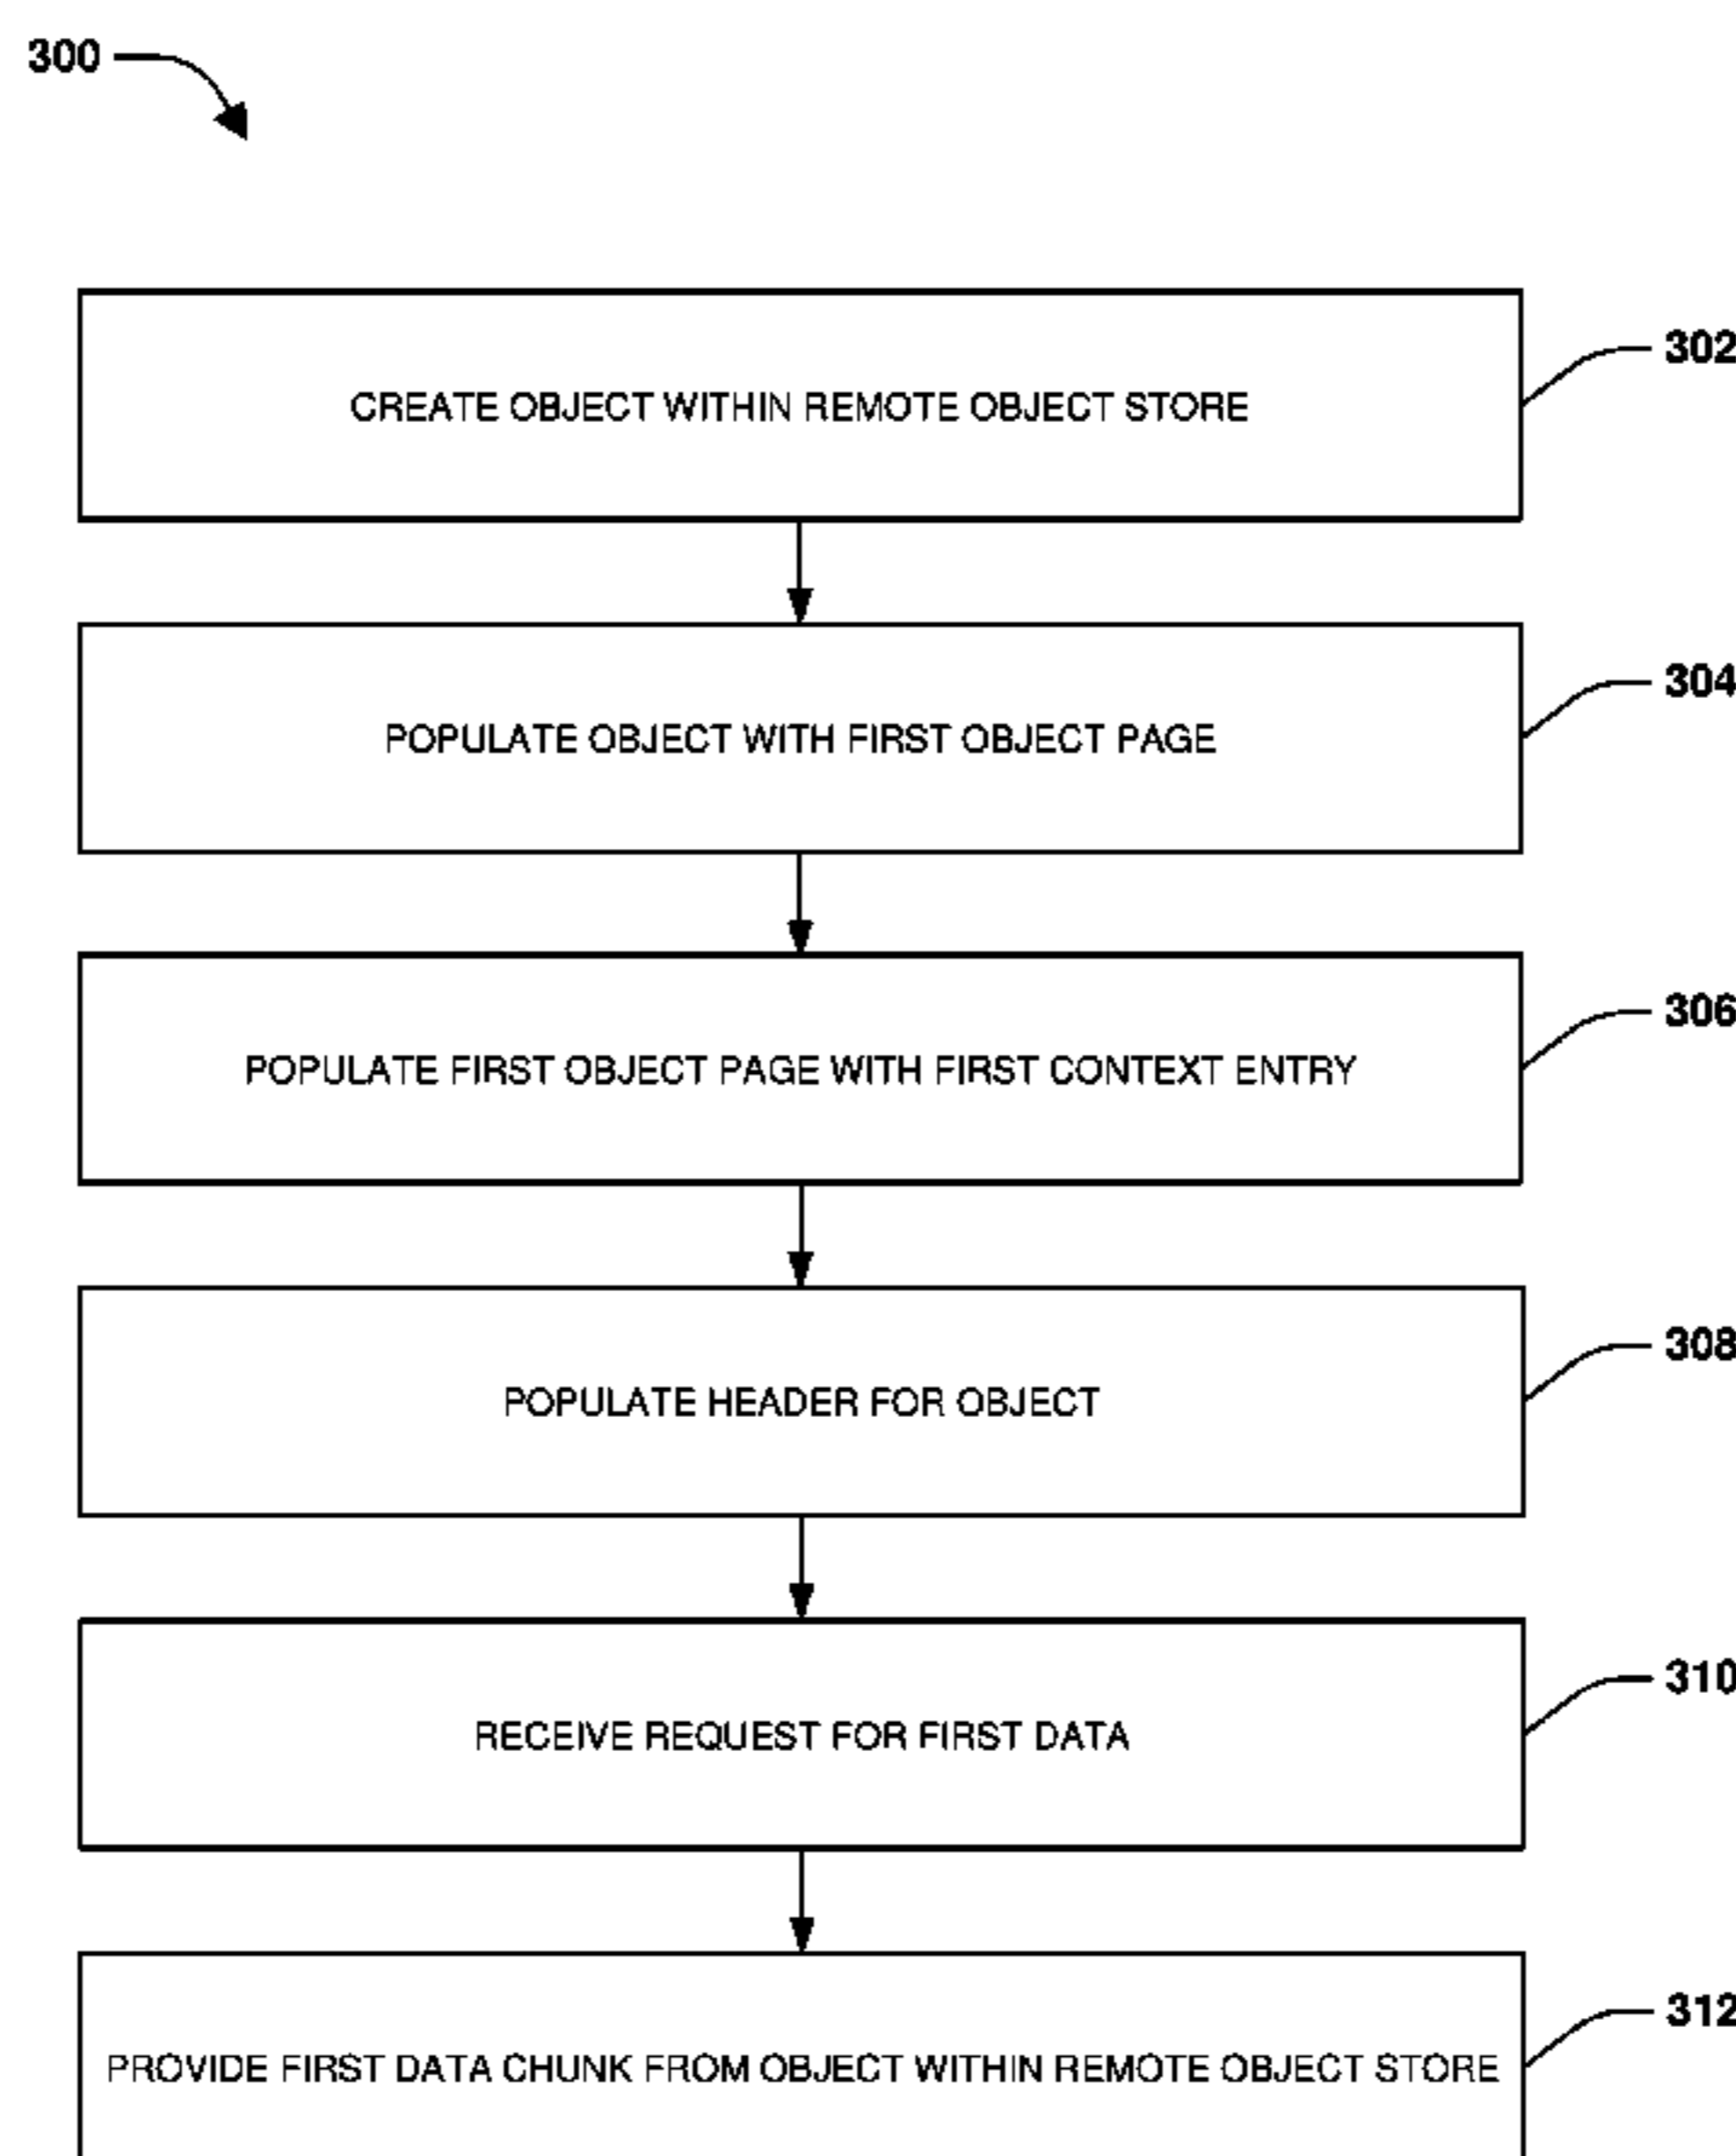 300
CREATE OBJECT WITHIN REMOTE OBJECT STORE
302
POPULATE OBJECT WITH FIRST OBJECT PAGE
304
POPULATE FIRST OBJECT PAGE WITH FIRST CONTEXT ENTRY
306
POPULATE HEADER FOR OBJECT
308
RECEIVE REQUEST FOR FIRST DATA
310
PROVIDE FIRST DATA CHUNK FROM OBJECT WITHIN REMOTE OBJECT STORE
312